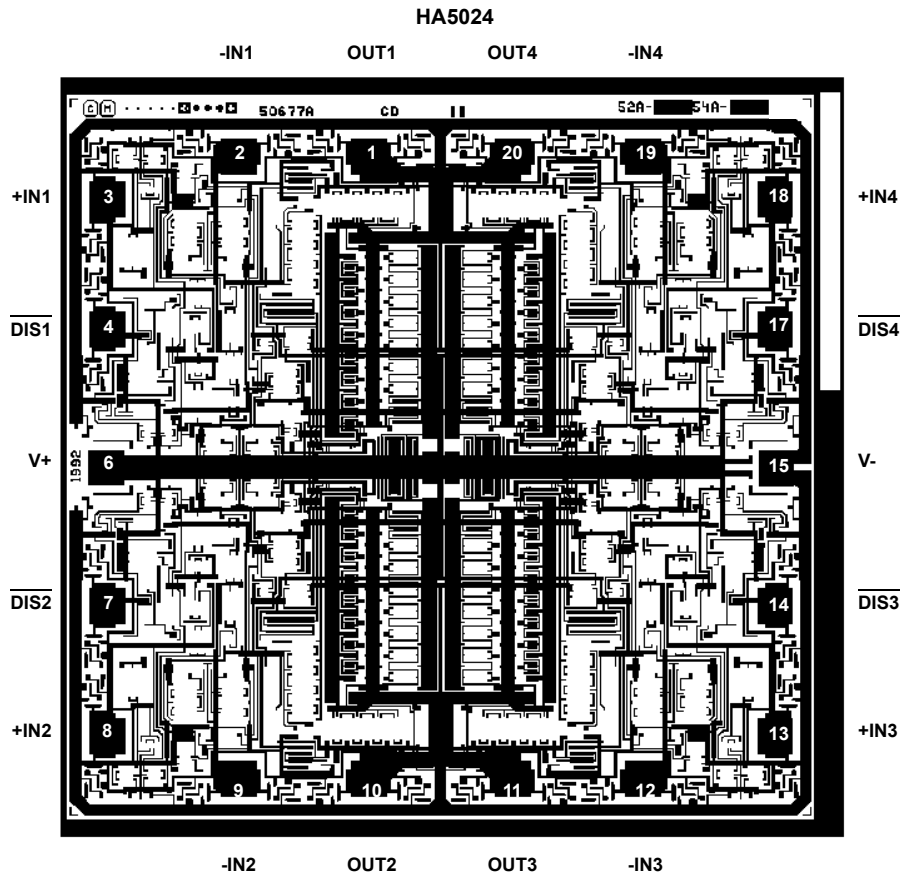 HA5024
-IN1 OUT1 OUT4 -IN4
50677A CD 52A- 54A-
2 1 20 19
+IN1 3 18 +IN4
DIS1 4 17 DIS4
V+ 1992 6 15 V-
DIS2 7 14 DIS3
+IN2 8 13 +IN3
9 10 11 12
-IN2 OUT2 OUT3 -IN3